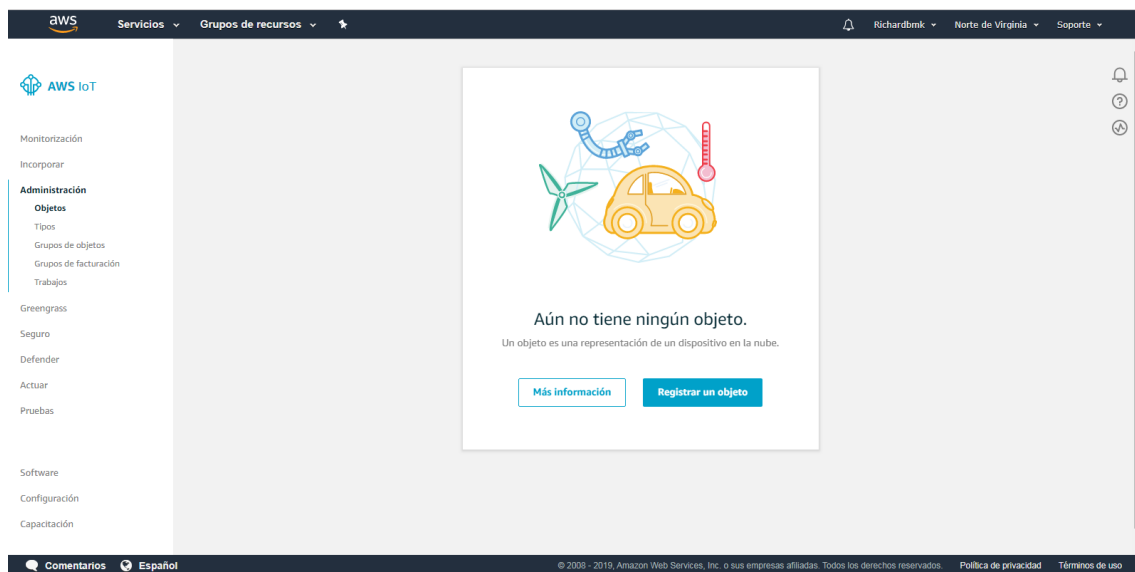 aws Servicios Grupos de recursos Richardbmk Norte de Virginia Soporte
AWS IoT
Monitorización
Incorporar
Administración
Objetos
Tipos
Grupos de objetos
Grupos de facturación
Trabajos
Greengrass
Seguro
Defender
Actuar
Pruebas
Software
Configuración
Capacitación
Aún no tiene ningún objeto.
Un objeto es una representación de un dispositivo en la nube.
Más información Registrar un objeto
Comentarios Español © 2008 - 2019, Amazon Web Services, Inc. o sus empresas afiliadas. Todos los derechos reservados. Política de privacidad Términos de uso